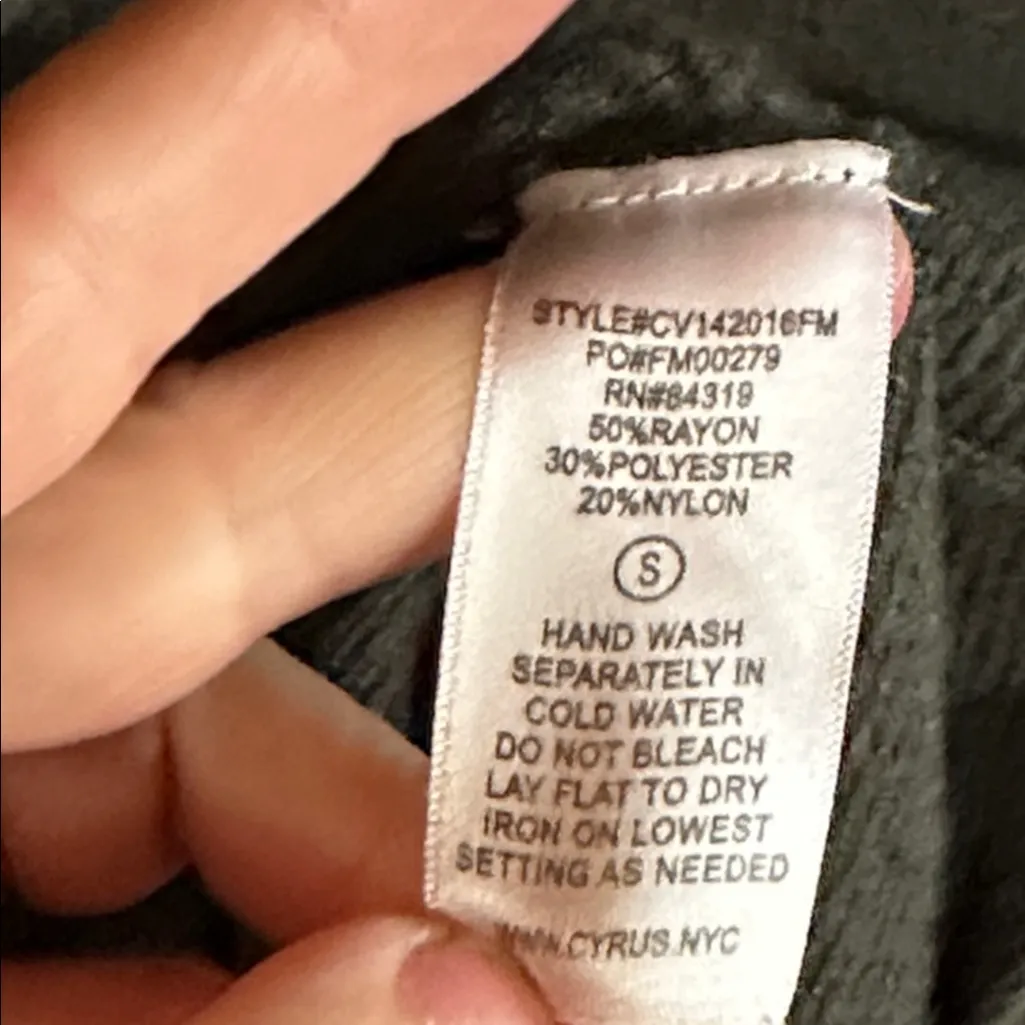 STYLE#CV142016FM
PO#FM00279
RN#84319
50%RAYON
30%POLYESTER
20%NYLON
S
HAND WASH
SEPARATELY IN
COLD WATER
DO NOT BLEACH
LAY FLAT TO DRY
IRON ON LOWEST
SETTING AS NEEDED
WWW.CYRUS.NYC